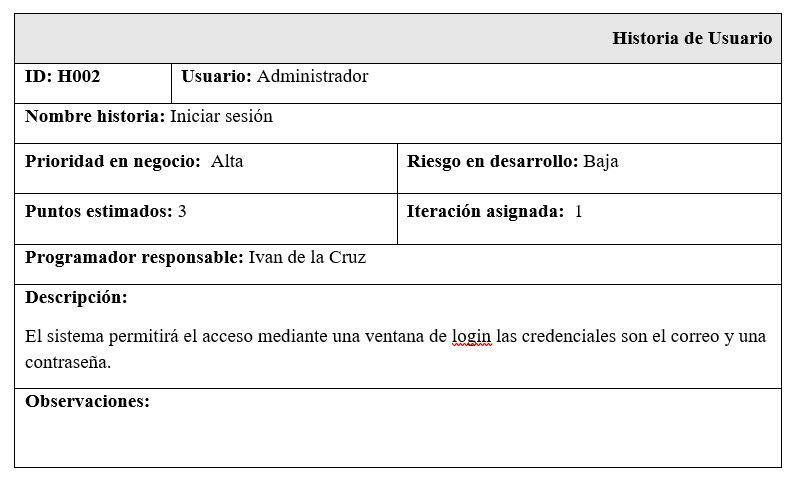 Historia de Usuario
ID: H002 Usuario: Administrador
Nombre historia: Iniciar sesión
Prioridad en negocio: Alta Riesgo en desarrollo: Baja
Puntos estimados: 3 Iteración asignada: 1
Programador responsable: Ivan de la Cruz
Descripción:
El sistema permitirá el acceso mediante una ventana de login las credenciales son el correo y una
contraseña.
Observaciones: